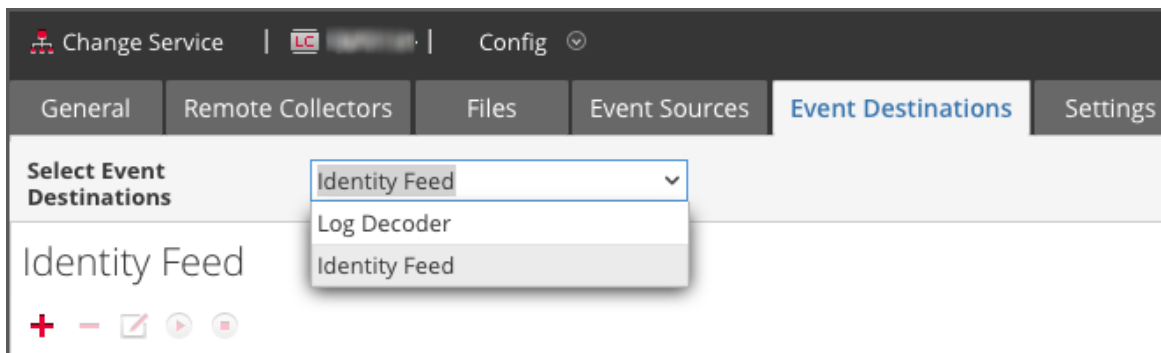 Change Service | LC | Config
General Remote Collectors Files Event Sources Event Destinations Settings
Select Event
Destinations
Identity Feed
Log Decoder
Identity Feed
Identity Feed